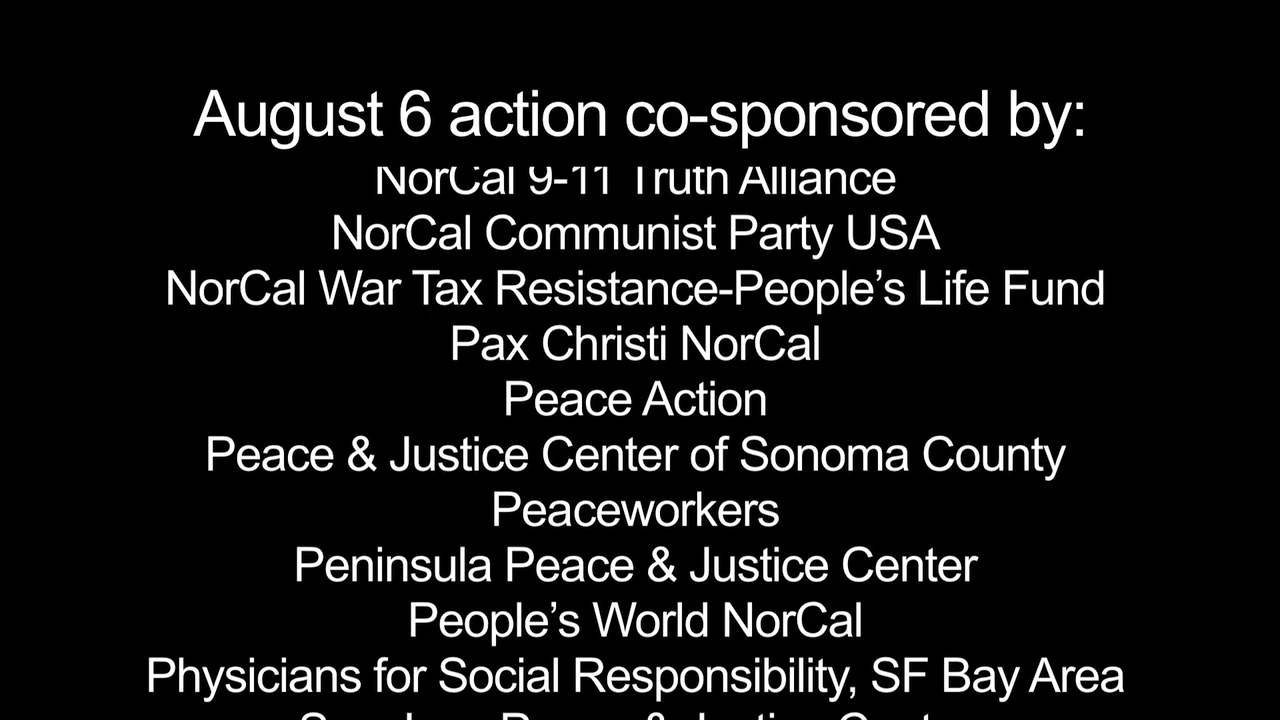 August 6 action co-sponsored by:
NorCal 9-11 Truth Alliance
NorCal Communist Party USA
NorCal War Tax Resistance-People’s Life Fund
Pax Christi NorCal
Peace Action
Peace & Justice Center of Sonoma County
Peaceworkers
Peninsula Peace & Justice Center
People’s World NorCal
Physicians for Social Responsibility, SF Bay Area